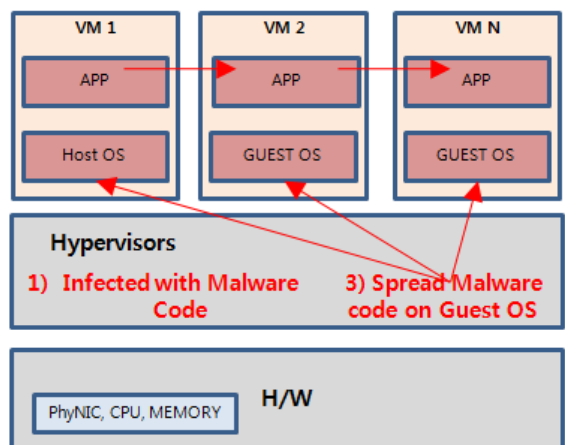 VM 1
VM 2
VM N
APP
APP
APP
Host OS
GUEST OS
GUEST OS
Hypervisors
1) Infected with Malware
Code
3) Spread Malware
code on Guest OS
H/W
PhyNIC, CPU, MEMORY